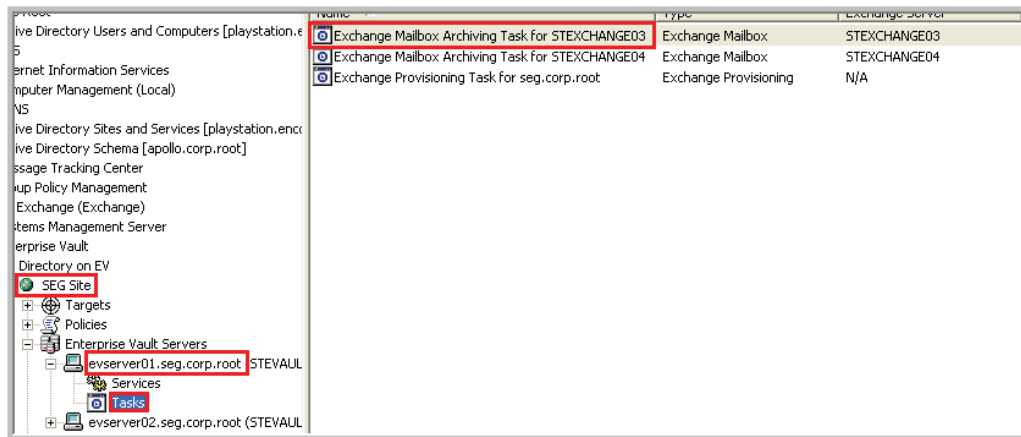 Name Type Exchange Server
ive Directory Users and Computers [playstation.e
Exchange Mailbox Archiving Task for STEXCHANGE03 Exchange Mailbox STEXCHANGE03
Exchange Mailbox Archiving Task for STEXCHANGE04 Exchange Mailbox STEXCHANGE04
ernet Information Services
Exchange Provisioning Task for seg.corp.root Exchange Provisioning N/A
mputer Management (Local)
NS
ive Directory Sites and Services [playstation.enco
ive Directory Schema [apollo.corp.root]
ssage Tracking Center
oup Policy Management
Exchange (Exchange)
stems Management Server
erprise Vault
Directory on EV
SEG Site
Targets
Policies
Enterprise Vault Servers
evserver01.seg.corp.root (STEVAUL
Services
Tasks
evserver02.seg.corp.root (STEVAUL